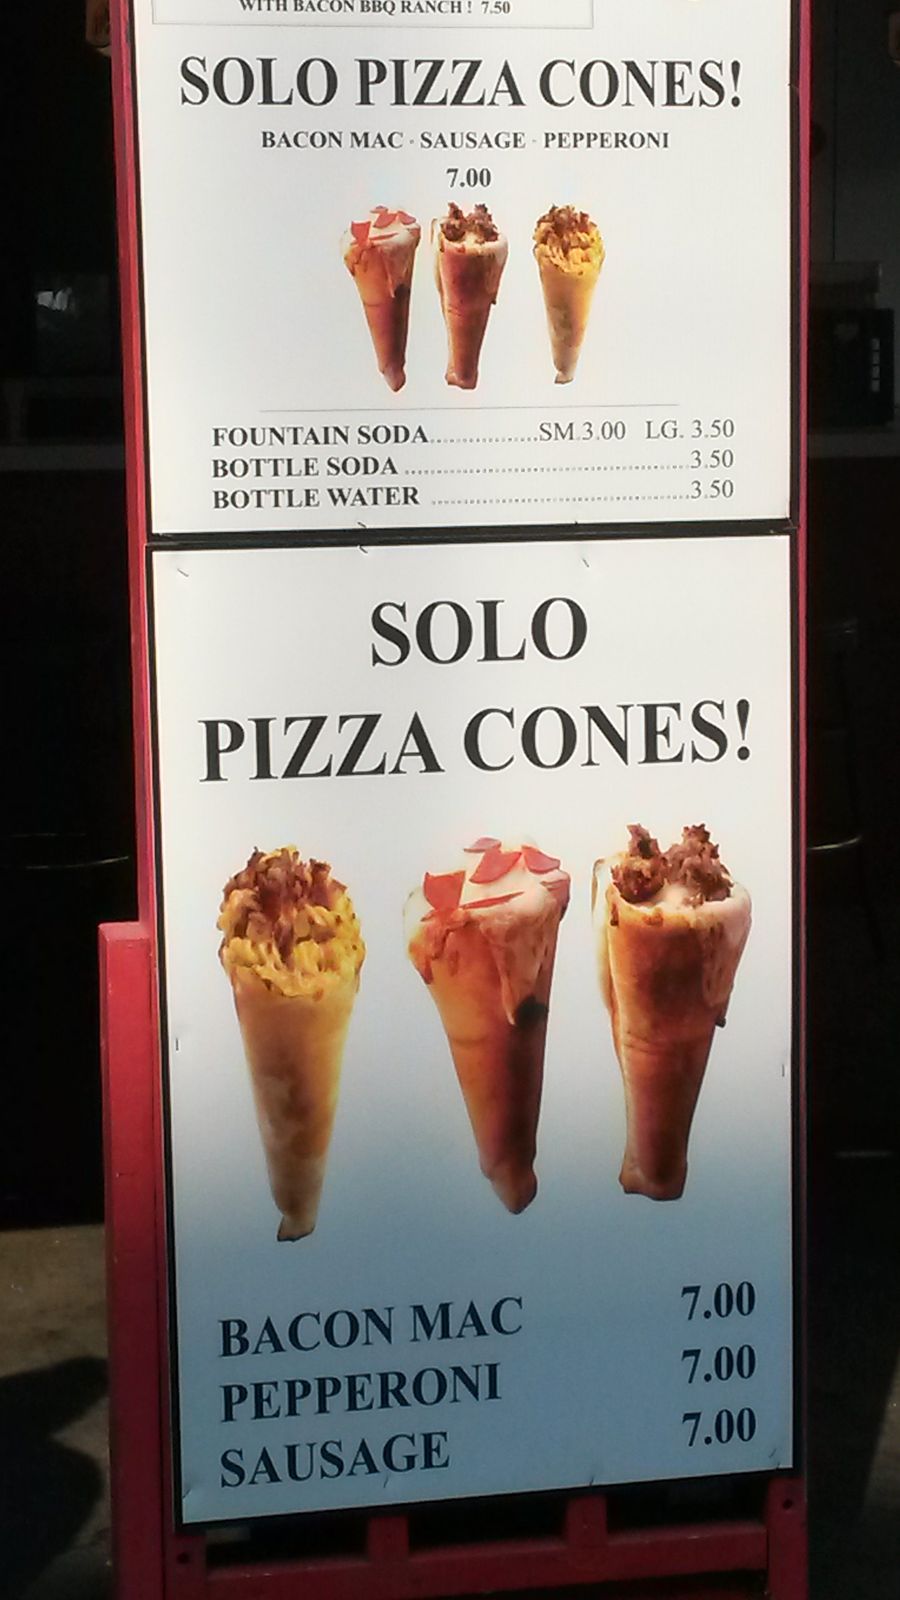 WITH BACON BBQ RANCH! 7.50
SOLO PIZZA CONES!
BACON MAC · SAUSAGE · PEPPERONI
7.00
FOUNTAIN SODA..................SM.3.00 LG. 3.50
BOTTLE SODA ................................................3.50
BOTTLE WATER ...........................................3.50
SOLO
PIZZA CONES!
BACON MAC 7.00
PEPPERONI 7.00
SAUSAGE 7.00